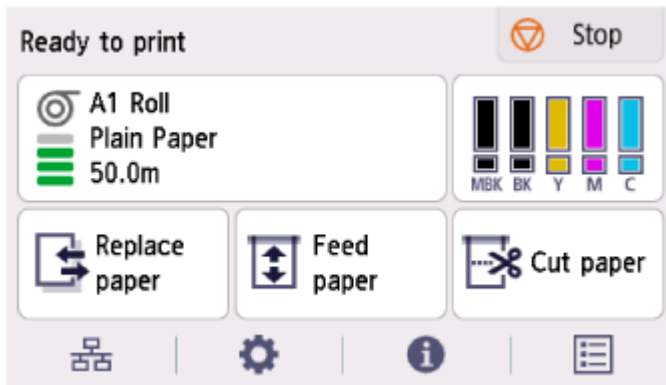 Ready to print
Stop
A1 Roll
Plain Paper
50.0m
MBK BK Y M C
Replace
paper
Feed
paper
Cut paper